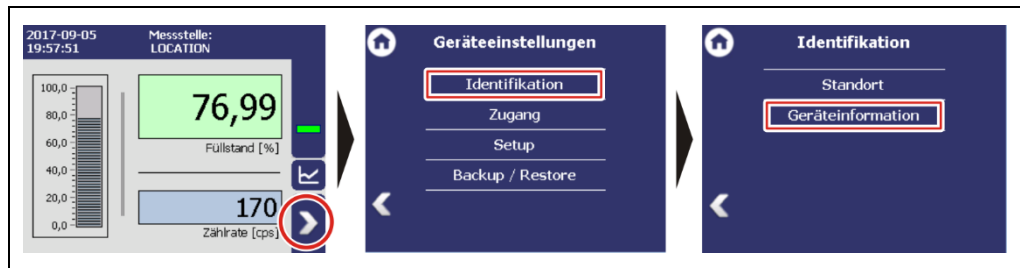 2017-09-05 Messstelle:
19:57:51 LOCATION
100,0
80,0
60,0
40,0
20,0
0,0
76,99
Füllstand [%]
170
Zählrate [cps]
Geräteeinstellungen
Identifikation
Zugang
Setup
Backup / Restore
Identifikation
Standort
Geräteinformation